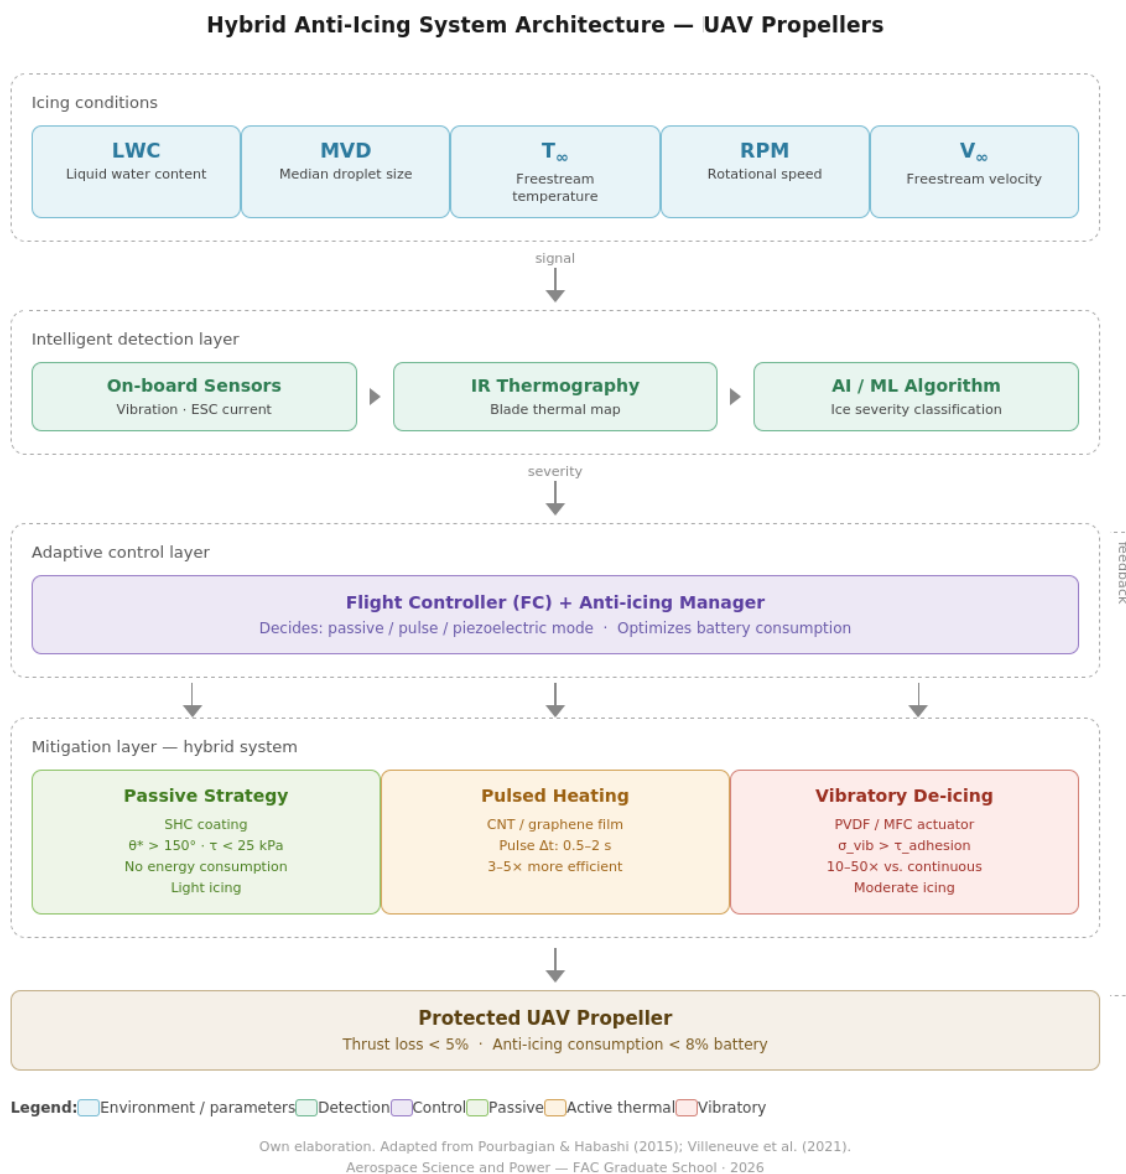 Hybrid Anti-Icing System Architecture — UAV Propellers
Icing conditions
LWC
Liquid water content
MVD
Median droplet size
T∞
Freestream
temperature
RPM
Rotational speed
V∞
Freestream velocity
signal
Intelligent detection layer
On-board Sensors
Vibration · ESC current
IR Thermography
Blade thermal map
AI / ML Algorithm
Ice severity classification
severity
Adaptive control layer
Flight Controller (FC) + Anti-icing Manager
Decides: passive / pulse / piezoelectric mode · Optimizes battery consumption
feedback
Mitigation layer — hybrid system
Passive Strategy
SHC coating
θ* > 150° · τ < 25 kPa
No energy consumption
Light icing
Pulsed Heating
CNT / graphene film
Pulse Δt: 0.5–2 s
3–5× more efficient
Vibratory De-icing
PVDF / MFC actuator
σ_vib > τ_adhesion
10–50× vs. continuous
Moderate icing
Protected UAV Propeller
Thrust loss < 5% · Anti-icing consumption < 8% battery
Legend: Environment / parameters Detection Control Passive Active thermal Vibratory
Own elaboration. Adapted from Pourbagian & Habashi (2015); Villeneuve et al. (2021).
Aerospace Science and Power — FAC Graduate School · 2026